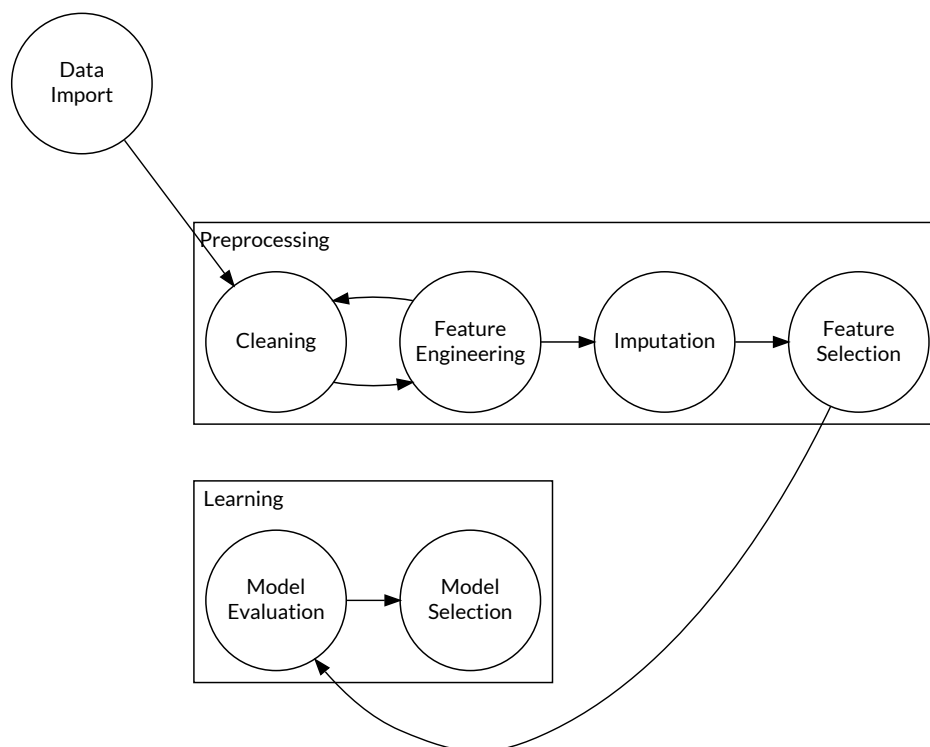 Data
Import
Preprocessing
Cleaning
Feature
Engineering
Imputation
Feature
Selection
Learning
Model
Evaluation
Model
Selection